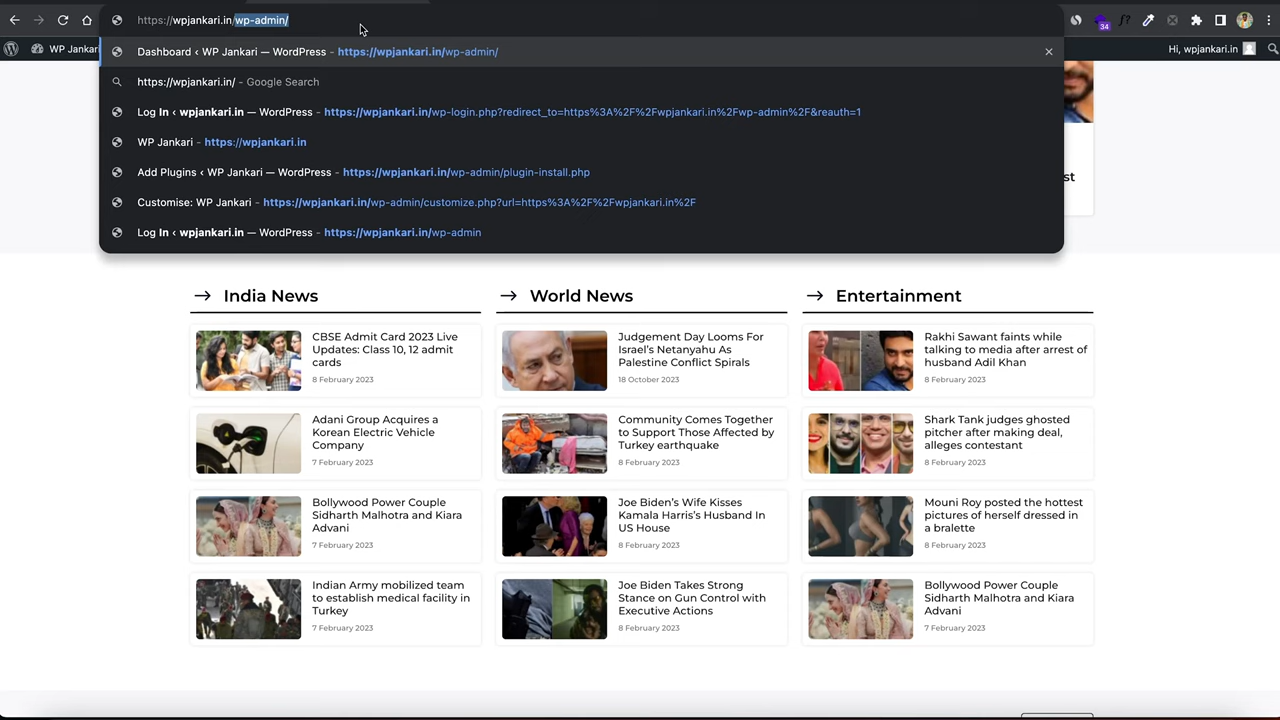 https://wpjankari.in/wp-admin/
34
WP Jankari
Hi, wpjankari.in
Dashboard ‹ WP Jankari — WordPress - https://wpjankari.in/wp-admin/
https://wpjankari.in/ - Google Search
Log In ‹ wpjankari.in — WordPress - https://wpjankari.in/wp-login.php?redirect_to=https%3A%2F%2Fwpjankari.in%2Fwp-admin%2F&reauth=1
WP Jankari - https://wpjankari.in
Add Plugins ‹ WP Jankari — WordPress - https://wpjankari.in/wp-admin/plugin-install.php
Customise: WP Jankari - https://wpjankari.in/wp-admin/customize.php?url=https%3A%2F%2Fwpjankari.in%2F
Log In ‹ wpjankari.in — WordPress - https://wpjankari.in/wp-admin
India News
CBSE Admit Card 2023 Live
Updates: Class 10, 12 admit
cards
8 February 2023
Adani Group Acquires a
Korean Electric Vehicle
Company
7 February 2023
Bollywood Power Couple
Sidharth Malhotra and Kiara
Advani
7 February 2023
Indian Army mobilized team
to establish medical facility in
Turkey
7 February 2023
World News
Judgement Day Looms For
Israel's Netanyahu As
Palestine Conflict Spirals
18 October 2023
Community Comes Together
to Support Those Affected by
Turkey earthquake
8 February 2023
Joe Biden's Wife Kisses
Kamala Harris's Husband In
US House
8 February 2023
Joe Biden Takes Strong
Stance on Gun Control with
Executive Actions
8 February 2023
Entertainment
Rakhi Sawant faints while
talking to media after arrest of
husband Adil Khan
8 February 2023
Shark Tank judges ghosted
pitcher after making deal,
alleges contestant
8 February 2023
Mouni Roy posted the hottest
pictures of herself dressed in
a bralette
8 February 2023
Bollywood Power Couple
Sidharth Malhotra and Kiara
Advani
7 February 2023